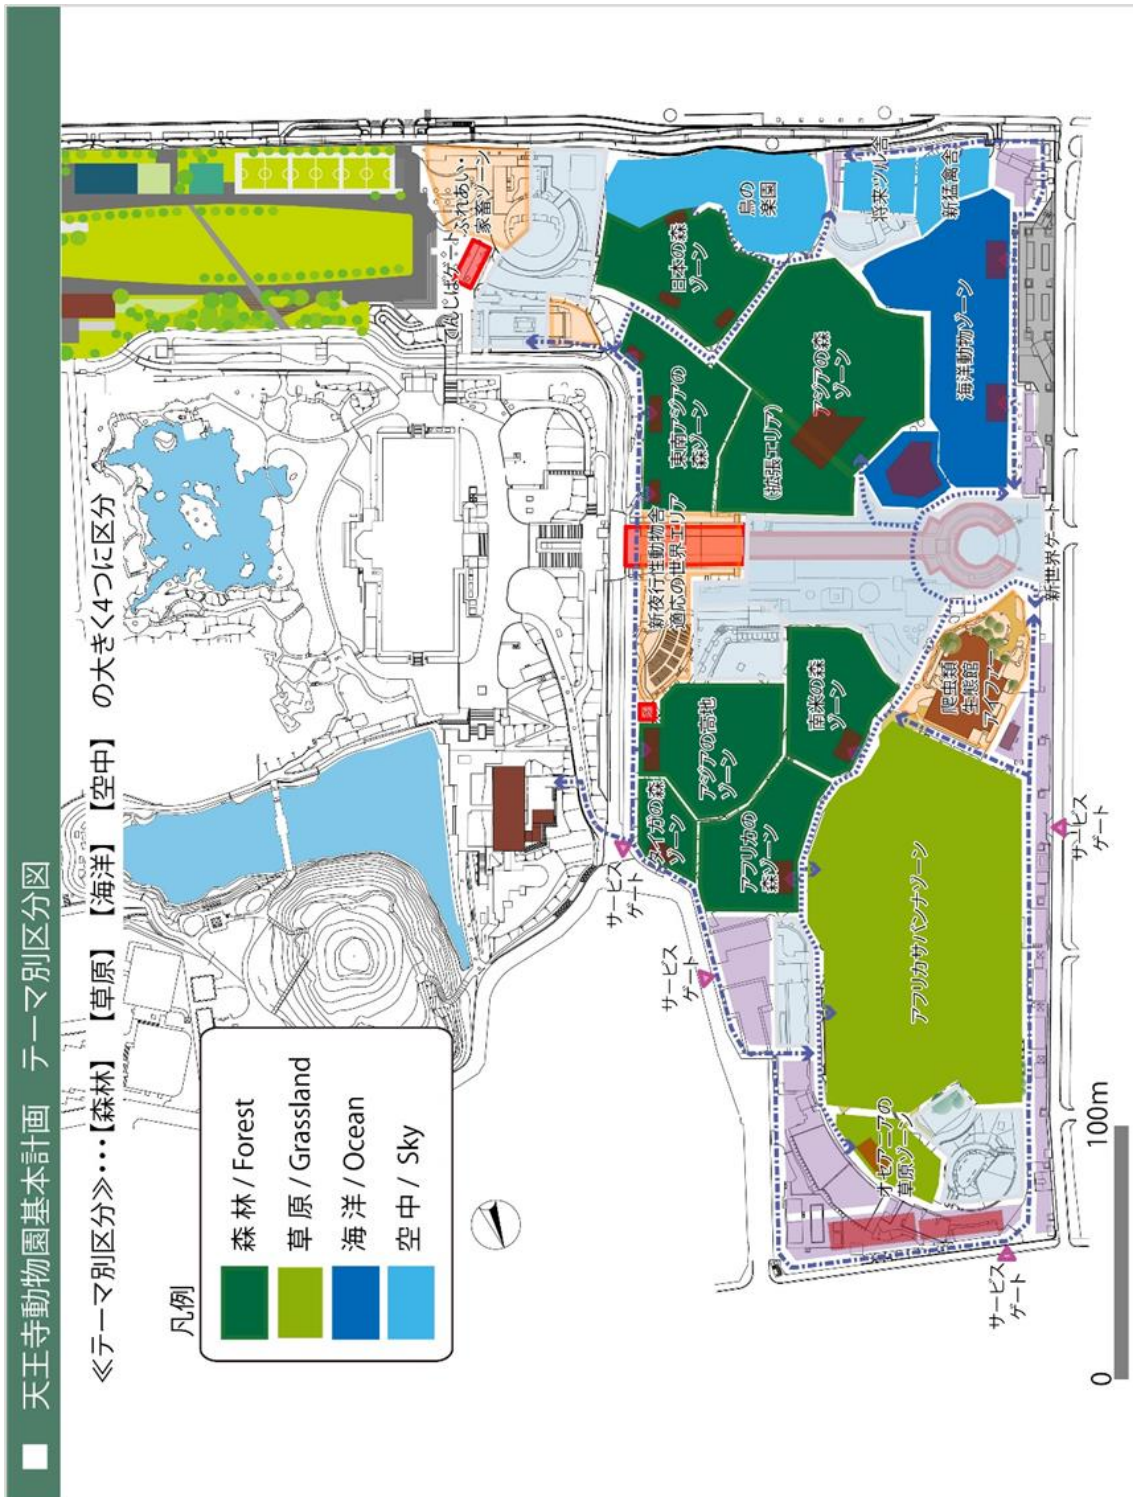 ■ 天王寺動物園基本計画 テーマ別区分図
≪テーマ別区分≫・・・【森林】 【草原】 【海洋】 【空中】 の大きく4つに区分
凡例
森林 / Forest
草原 / Grassland
海洋 / Ocean
空中 / Sky
てんしばゲート
ふれあい・
家畜ゾーン
鳥の
楽園
将来ツル舎
新猛禽舎
日本の森
ゾーン
東南アジアの
森ゾーン
アジアの森
ゾーン
(拡張エリア)
海洋動物ゾーン
新夜行性動物舎
適応の世界エリア
新世界ゲート
アジアの高地
ゾーン
南米の森
ゾーン
タイガの森
ゾーン
アフリカの
森ゾーン
爬虫類
生態館
アイファー
アフリカサバンナゾーン
オセアニアの
草原ゾーン
サービス
ゲート
サービス
ゲート
サービス
ゲート
サービス
ゲート
0
100m